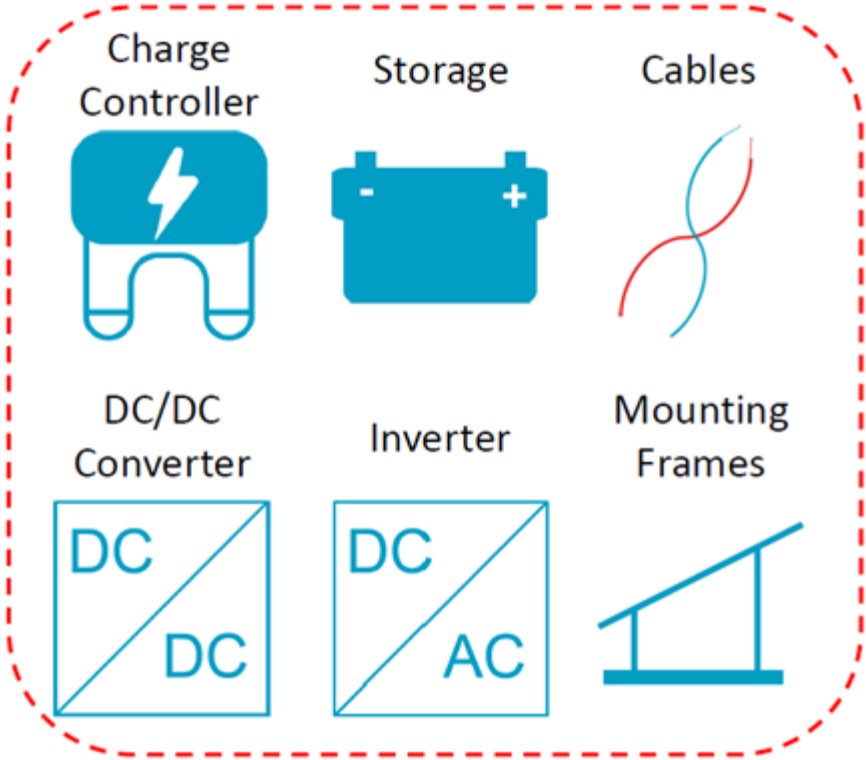 Charge
Controller
Storage
Cables
-
+
DC/DC
Converter
Inverter
Mounting
Frames
DC
DC
DC
AC